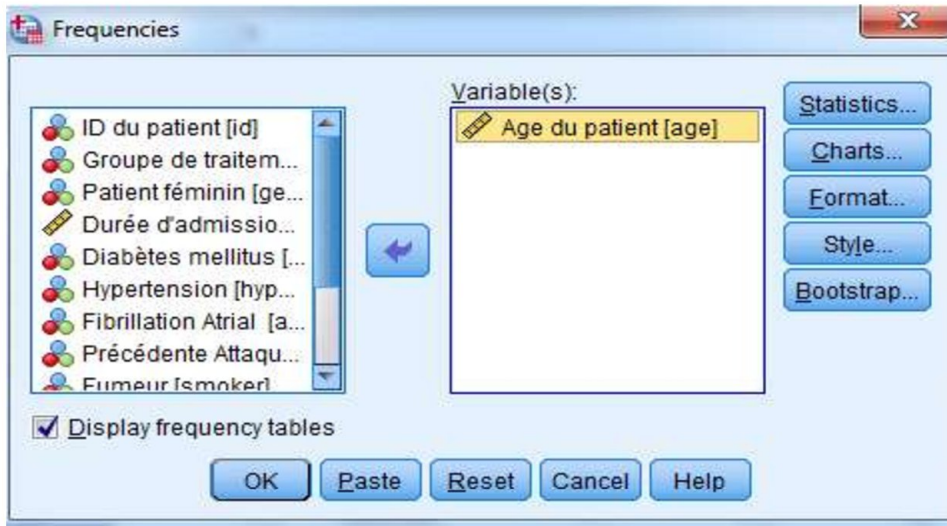 Frequencies
ID du patient [id]
Groupe de traitem...
Patient féminin [ge...
Durée d'admissio...
Diabètes mellitus [...
Hypertension [hyp...
Fibrillation Atrial [a...
Précédente Attaqu...
Fumeur [smoker]
Variable(s):
Age du patient [age]
Statistics...
Charts...
Format...
Style...
Bootstrap...
Display frequency tables
OK Paste Reset Cancel Help